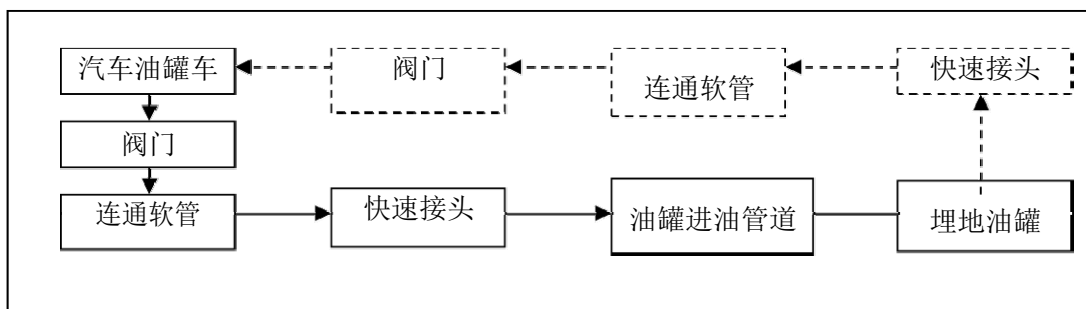 汽车油罐车
阀门
连通软管
快速接头
阀门
连通软管
快速接头
油罐进油管道
埋地油罐